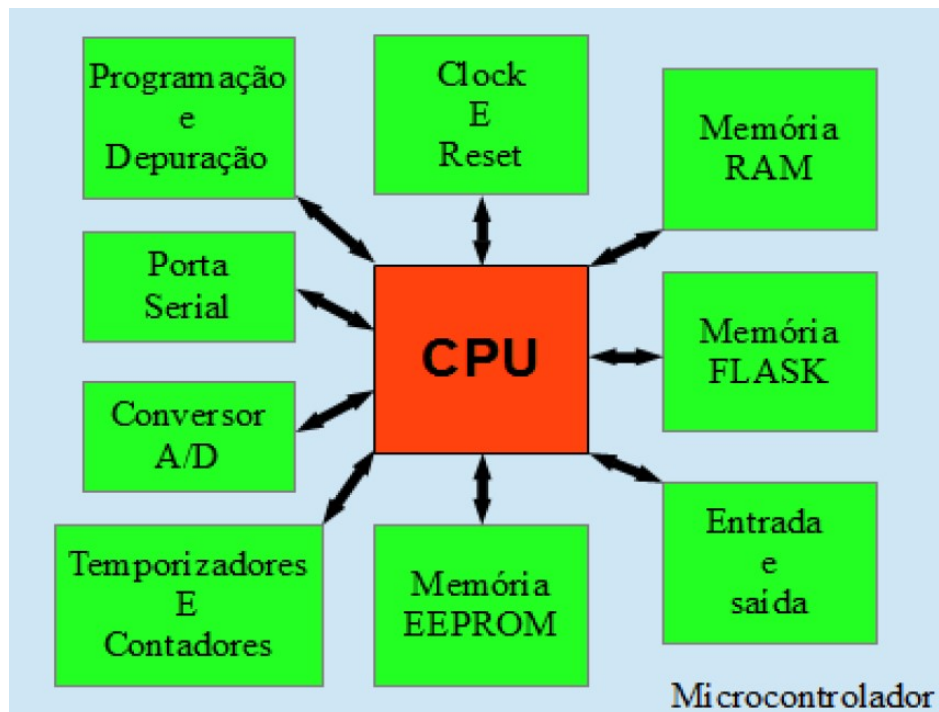 Programação
e
Depuração
Clock
E
Reset
Memória
RAM
Porta
Serial
CPU
Memória
FLASK
Conversor
A/D
Temporizadores
E
Contadores
Memória
EEPROM
Entrada
e
saída
Microcontrolador